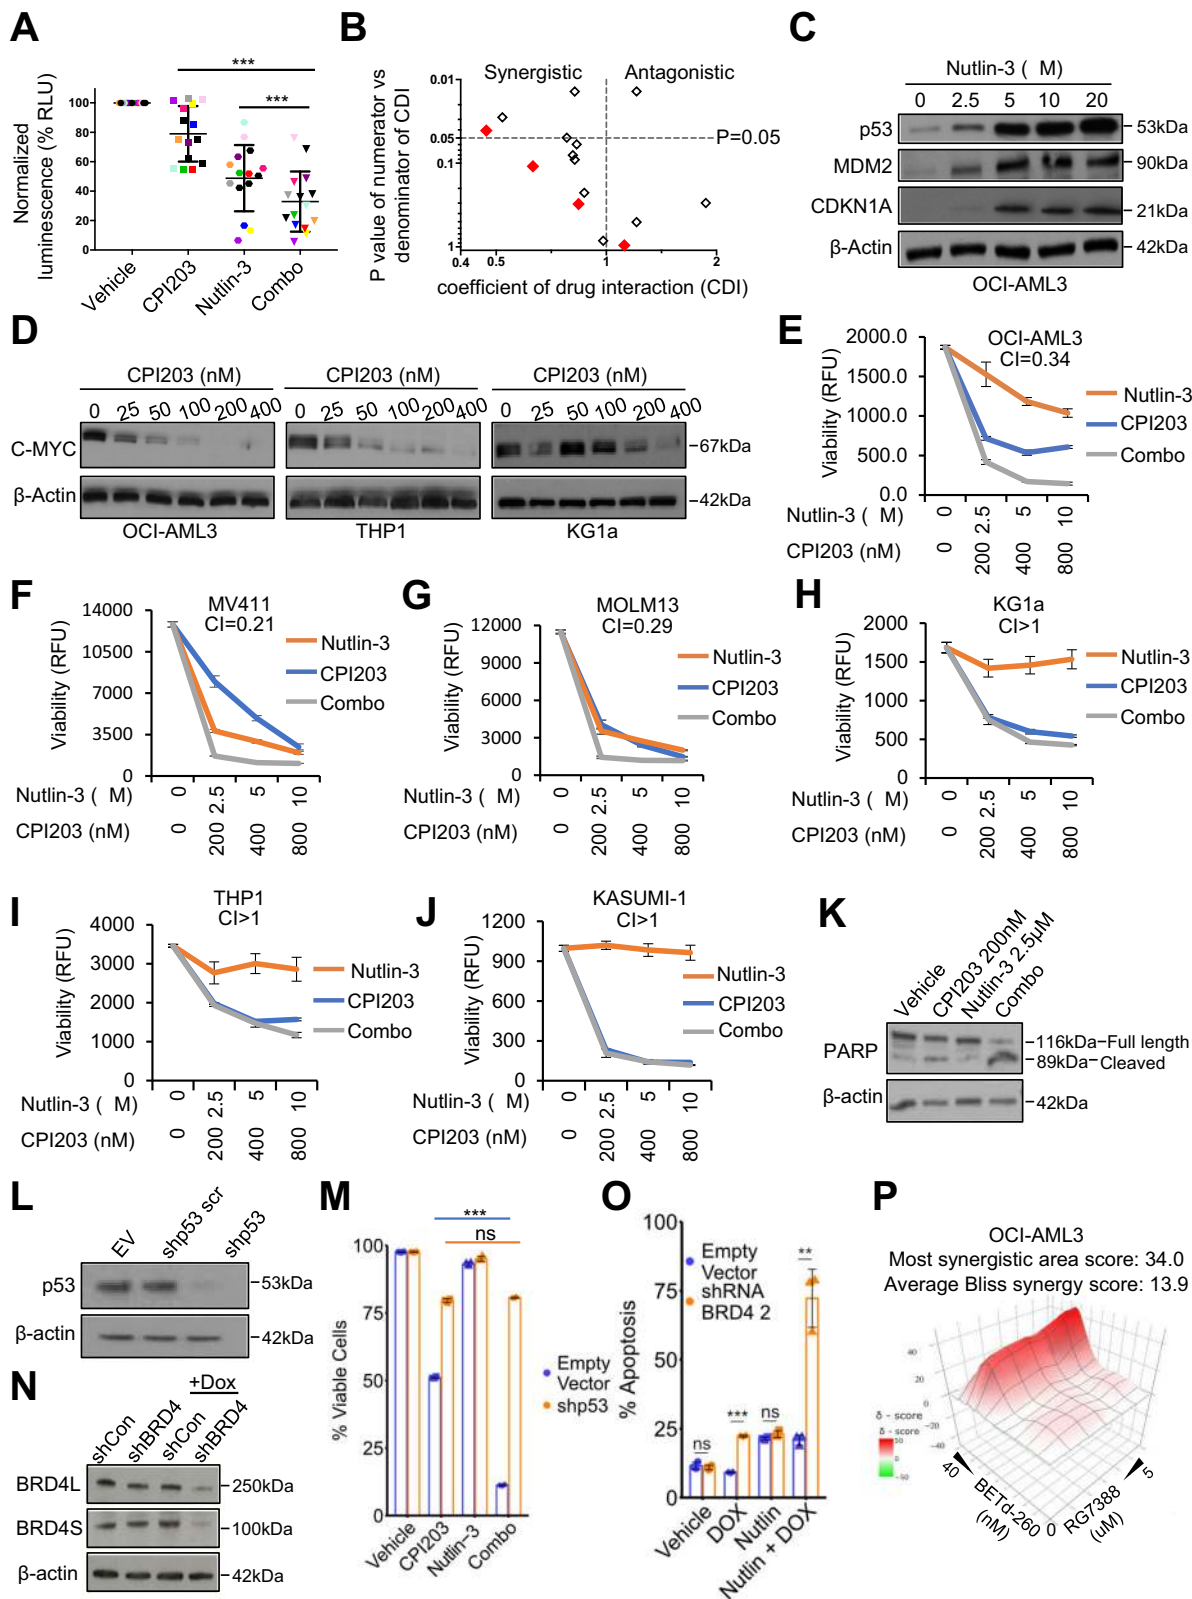 A
Normalized
luminescence (% RLU)
100
80
60
40
20
0
***
***
Vehicle
CPI203
Nutlin-3
Combo
B
P value of numerator vs
denominator of CDI
0.01
0.05
0.1
1
Synergistic
Antagonistic
P=0.05
0.4
0.5
1
2
coefficient of drug interaction (CDI)
C
Nutlin-3 ( M)
0 2.5 5 10 20
p53
53kDa
MDM2
90kDa
CDKN1A
21kDa
β-Actin
42kDa
OCI-AML3
D
CPI203 (nM)
CPI203 (nM)
CPI203 (nM)
0 25 50 100 200 400
0 25 50 100 200 400
0 25 50 100 200 400
C-MYC
67kDa
β-Actin
42kDa
OCI-AML3
THP1
KG1a
E
OCI-AML3
CI=0.34
Viability (RFU)
2000.0
1500.0
1000.0
500.0
0.0
Nutlin-3
CPI203
Combo
Nutlin-3 ( M) 0 2.5 5 10
CPI203 (nM) 0 200 400 800
F
MV411
CI=0.21
Viability (RFU)
14000
10500
7000
3500
0
Nutlin-3
CPI203
Combo
Nutlin-3 ( M) 0 2.5 5 10
CPI203 (nM) 0 200 400 800
G
MOLM13
CI=0.29
Viability (RFU)
12000
9000
6000
3000
0
Nutlin-3
CPI203
Combo
Nutlin-3 ( M) 0 2.5 5 10
CPI203 (nM) 0 200 400 800
H
KG1a
CI>1
Viability (RFU)
2000
1500
1000
500
0
Nutlin-3
CPI203
Combo
Nutlin-3 ( M) 0 2.5 5 10
CPI203 (nM) 0 200 400 800
I
THP1
CI>1
Viability (RFU)
4000
3000
2000
1000
0
Nutlin-3
CPI203
Combo
Nutlin-3 ( M) 0 2.5 5 10
CPI203 (nM) 0 200 400 800
J
KASUMI-1
CI>1
Viability (RFU)
1200
900
600
300
0
Nutlin-3
CPI203
Combo
Nutlin-3 ( M) 0 2.5 5 10
CPI203 (nM) 0 200 400 800
K
Vehicle
CPI203 200nM
Nutlin-3 2.5µM
Combo
PARP
116kDa Full length
89kDa Cleaved
β-actin
42kDa
L
EV
shp53 scr
shp53
p53
53kDa
β-actin
42kDa
M
% Viable Cells
100
75
50
25
0
***
ns
Empty
Vector
shp53
Vehicle
CPI203
Nutlin-3
Combo
N
+Dox
shCon
shBRD4
shCon
shBRD4
BRD4L
250kDa
BRD4S
100kDa
β-actin
42kDa
O
% Apoptosis
100
75
50
25
0
Empty
Vector
shRNA
BRD4 2
ns
***
ns
**
Vehicle
DOX
Nutlin
Nutlin + DOX
P
OCI-AML3
Most synergistic area score: 34.0
Average Bliss synergy score: 13.9
40
20
0
-20
-40
δ - score
δ - score
50
-50
40
BETd-260
(nM)
0
RG7388
(uM)
5